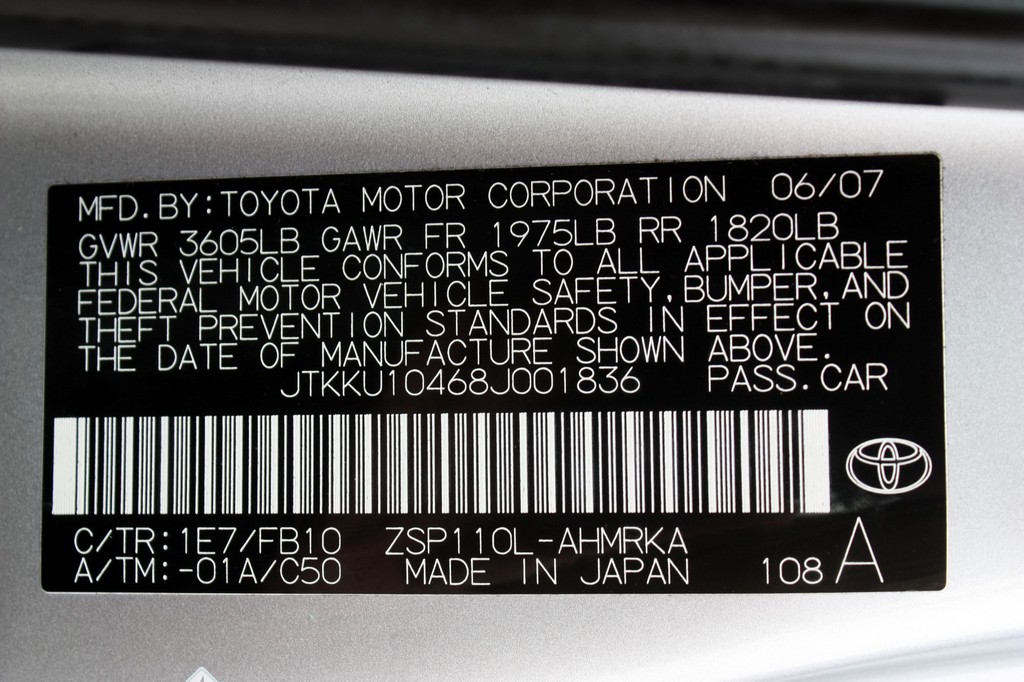 MFD.BY:TOYOTA MOTOR CORPORATION 06/07
GVWR 3605LB GAWR FR 1975LB RR 1820LB
THIS VEHICLE CONFORMS TO ALL APPLICABLE
FEDERAL MOTOR VEHICLE SAFETY,BUMPER,AND
THEFT PREVENTION STANDARDS IN EFFECT ON
THE DATE OF MANUFACTURE SHOWN ABOVE.
JTKKU10468J001836 PASS.CAR
C/TR:1E7/FB10 ZSP110L-AHMRKA
A/TM:-01A/C50 MADE IN JAPAN 108 A